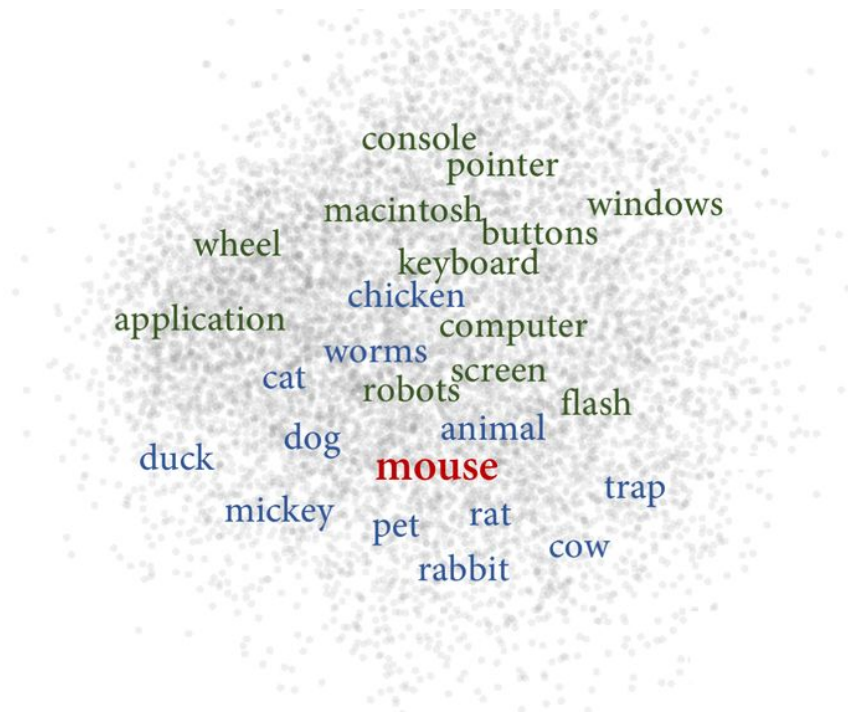 console
pointer
windows
macintosh
buttons
wheel
keyboard
chicken
application
computer
worms
screen
cat
robots
flash
animal
dog
duck
mouse
trap
mickey
rat
pet
cow
rabbit